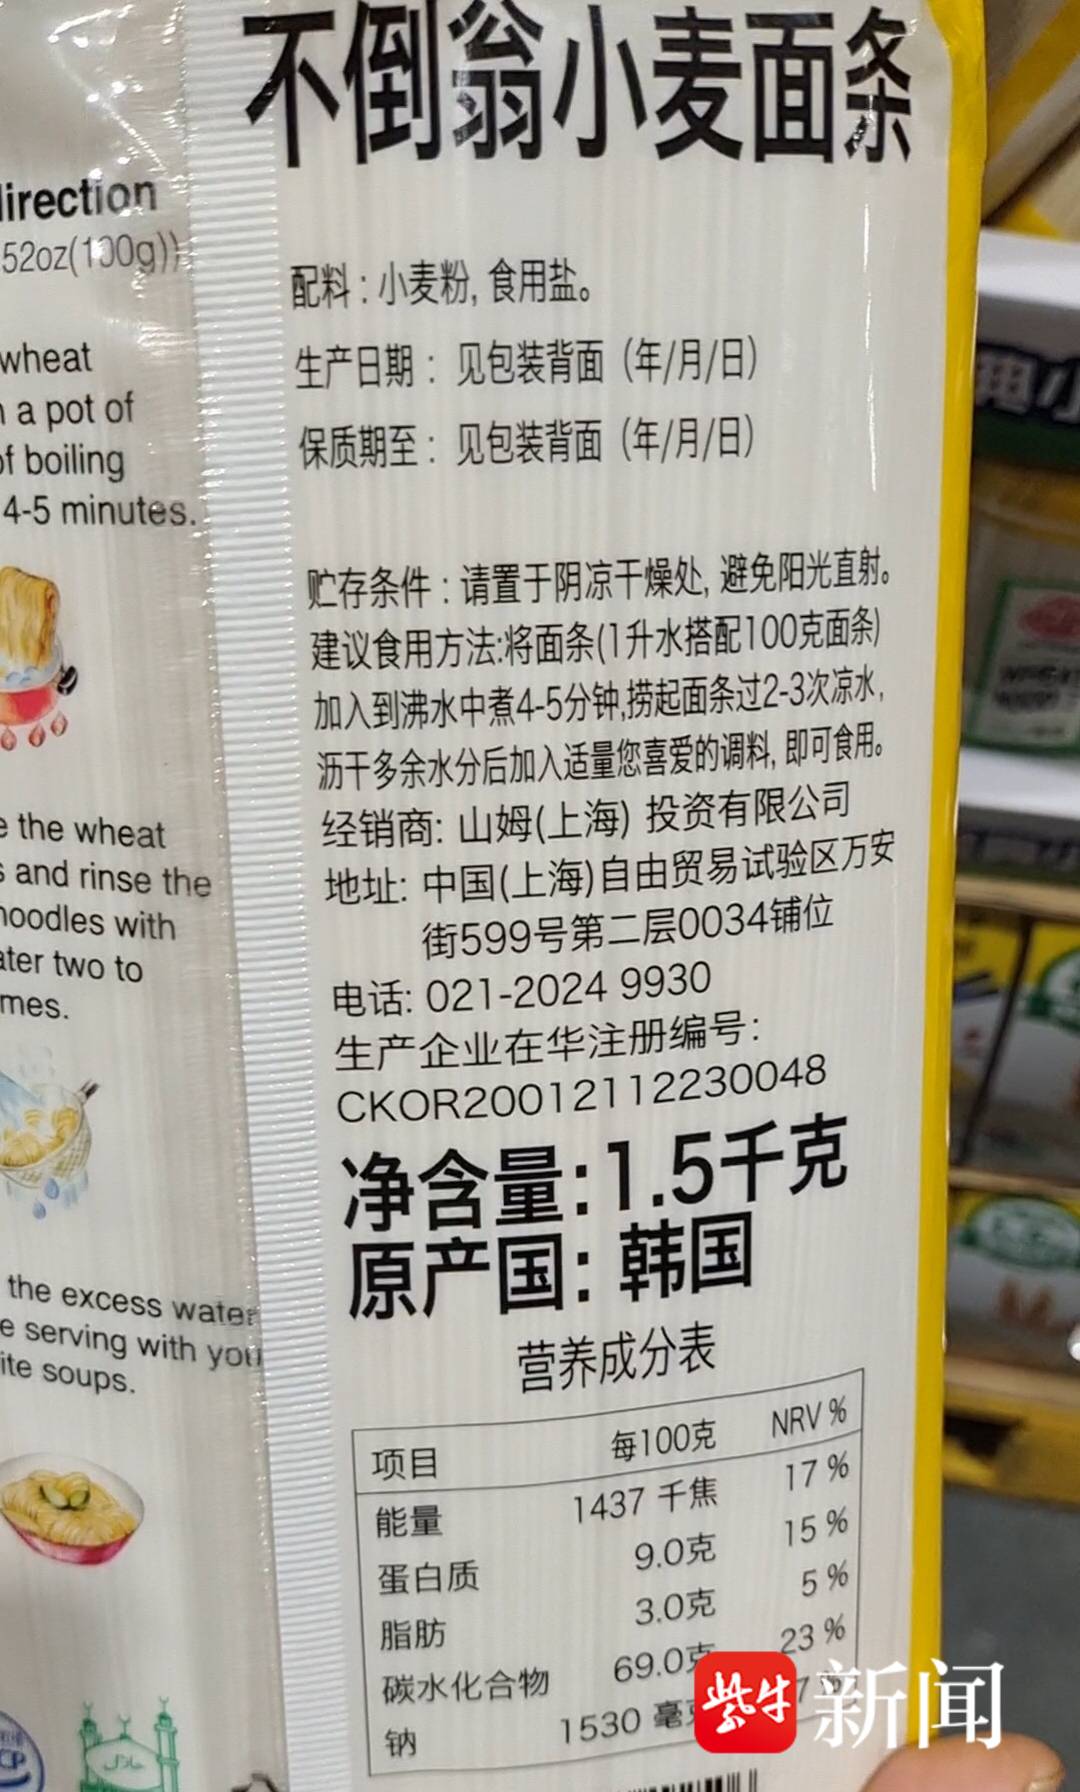 不倒翁小麦面条
direction
52oz(100g))
wheat
a pot of
of boiling
4-5 minutes.
the wheat
and rinse the
noodles with
water two to
the excess water
serving with you
soups.
配料：小麦粉, 食用盐。
生产日期： 见包装背面 (年/月/日)
保质期至： 见包装背面 (年/月/日)
贮存条件：请置于阴凉干燥处, 避免阳光直射。
建议食用方法:将面条(1升水搭配100克面条)
加入到沸水中煮4-5分钟,捞起面条过2-3次凉水,
沥干多余水分后加入适量您喜爱的调料, 即可食用。
经销商: 山姆(上海) 投资有限公司
地址: 中国(上海)自由贸易试验区万安
街599号第二层0034铺位
电话: 021-2024 9930
生产企业在华注册编号:
CKOR20012112230048
净含量:1.5千克
原产国: 韩国
营养成分表
项目 每100克 NRV %
能量 1437 千焦 17 %
蛋白质 9.0克 15 %
脂肪 3.0克 5 %
碳水化合物 69.0克 23 %
钠 1530 毫
紫牛新闻